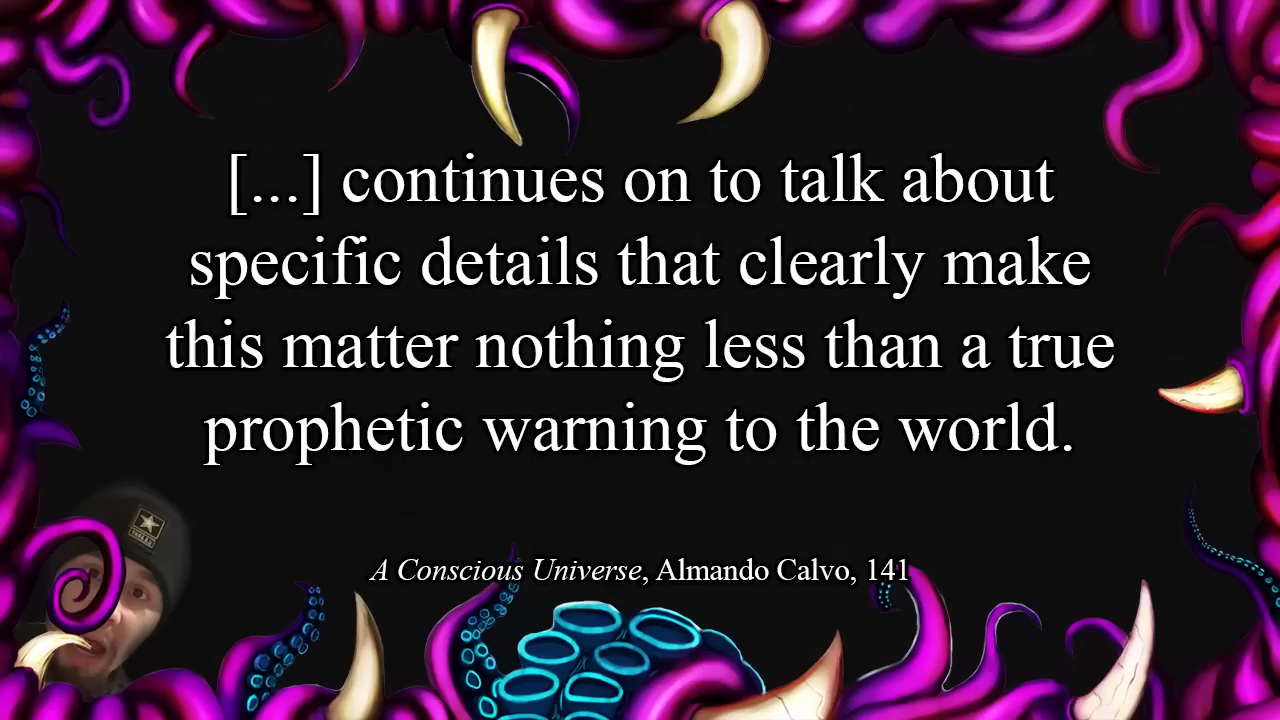 [...] continues on to talk about
specific details that clearly make
this matter nothing less than a true
prophetic warning to the world.
A Conscious Universe, Almando Calvo, 141